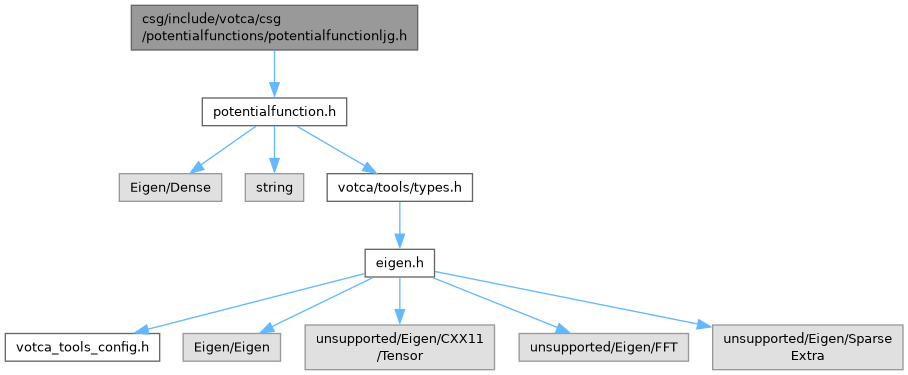 csg/include/votca/csg
/potentialfunctions/potentialfunctionljg.h
potentialfunction.h
Eigen/Dense
string
votca/tools/types.h
eigen.h
votca_tools_config.h
Eigen/Eigen
unsupported/Eigen/CXX11
/Tensor
unsupported/Eigen/FFT
unsupported/Eigen/Sparse
Extra